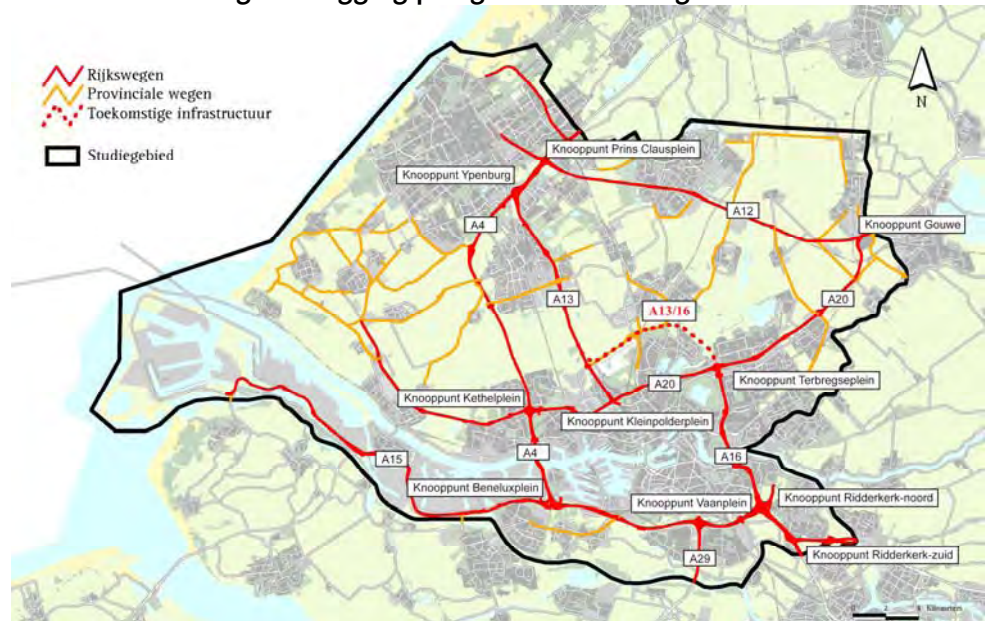 Rijkswegen
Provinciale wegen
Toekomstige infrastructuur
Studiegebied
N
Knooppunt Prins Clausplein
Knooppunt Ypenburg
A12
Knooppunt Gouwe
A4
A13
A20
A13/16
A20
Knooppunt Terbregseplein
Knooppunt Kethelplein
Knooppunt Kleinpolderplein
A4
A16
A15
Knooppunt Beneluxplein
Knooppunt Vaanplein
Knooppunt Ridderkerk-noord
Knooppunt Ridderkerk-zuid
A29